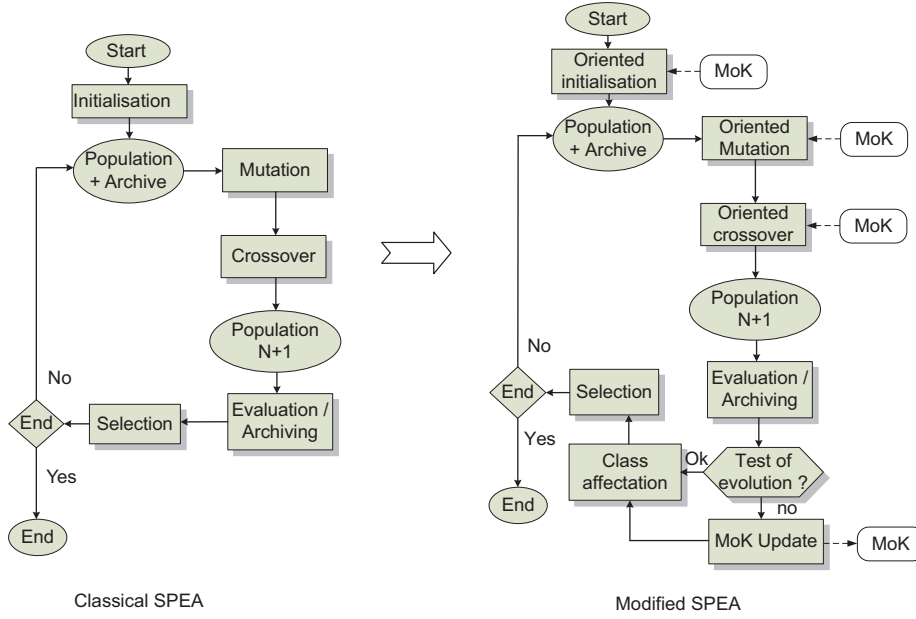 Start
Initialisation
Population
+ Archive
Mutation
Crossover
Population
N+1
Evaluation /
Archiving
Selection
End
No
Yes
End
Classical SPEA
Start
Oriented
initialisation
MoK
Population
+ Archive
Oriented
Mutation
MoK
Oriented
crossover
MoK
Population
N+1
Evaluation /
Archiving
Test of
evolution ?
Ok
no
MoK Update
MoK
Class
affectation
Selection
End
No
Yes
End
Modified SPEA